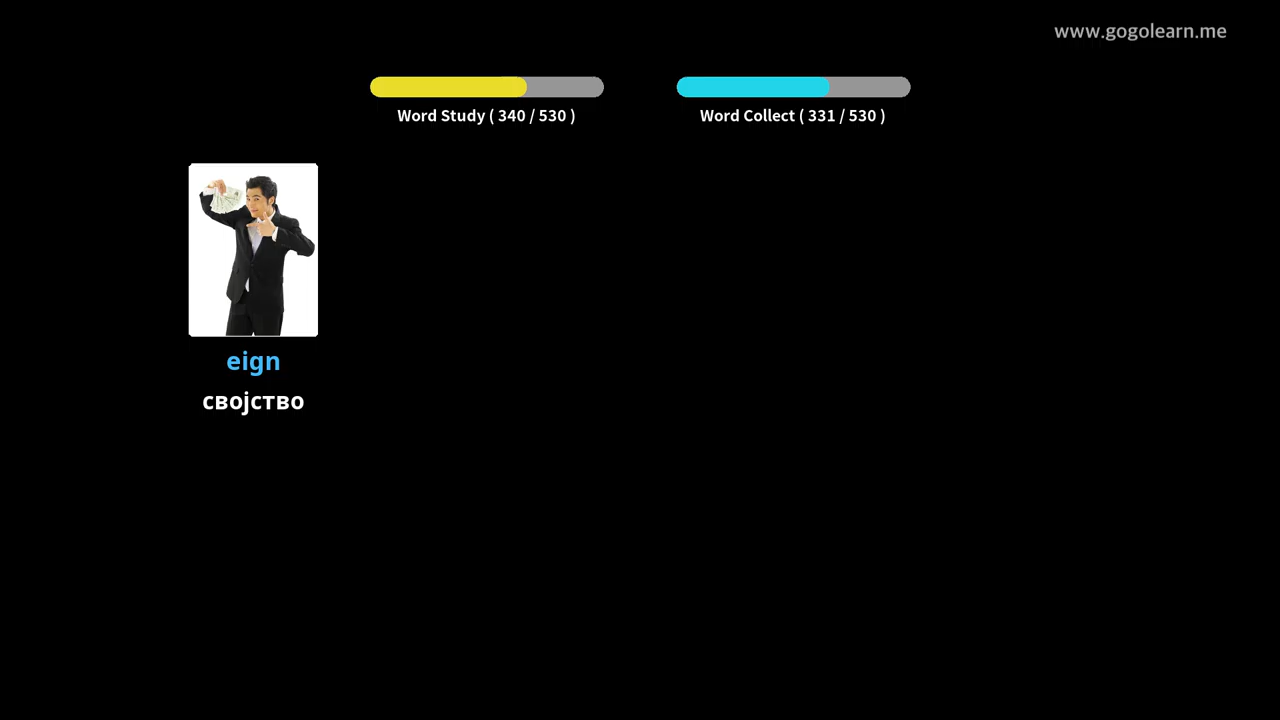 www.gogolearn.me
Word Study ( 340 / 530 )
Word Collect ( 331 / 530 )
eign
својство